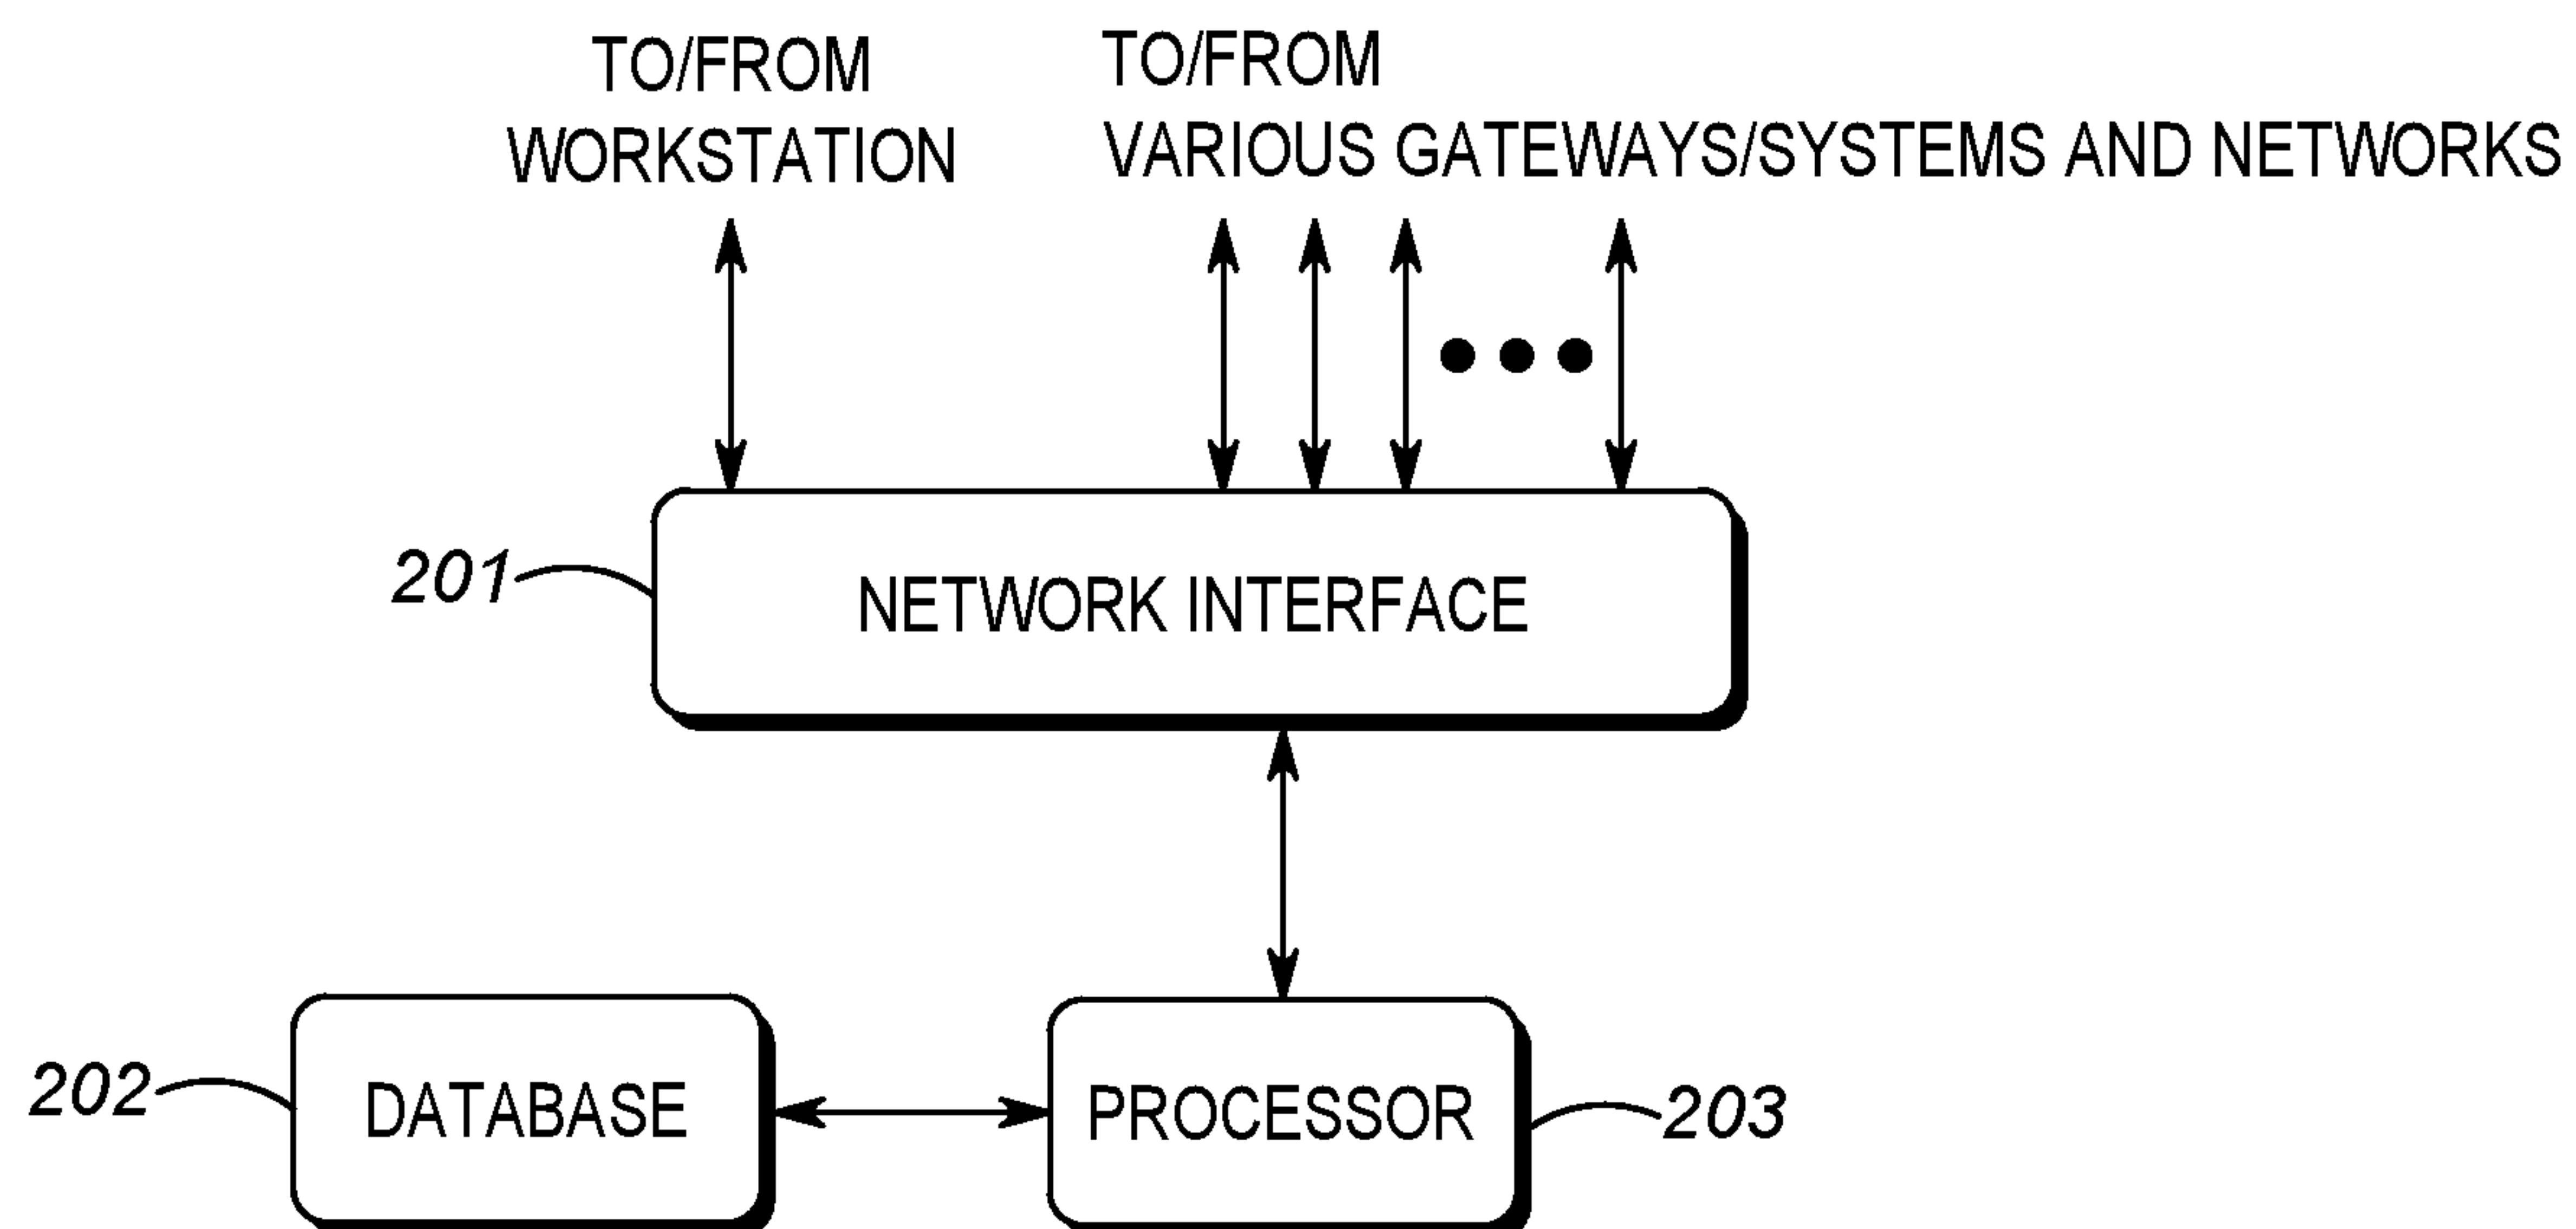 TO/FROM
WORKSTATION
TO/FROM
VARIOUS GATEWAYS/SYSTEMS AND NETWORKS
201
NETWORK INTERFACE
202
DATABASE
PROCESSOR
203